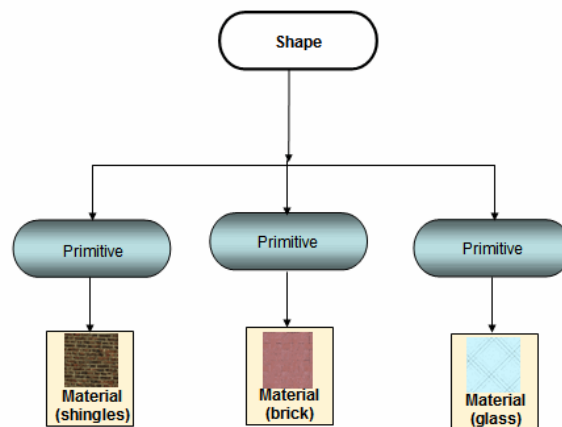 Shape
Primitive
Primitive
Primitive
Material
(shingles)
Material
(brick)
Material
(glass)